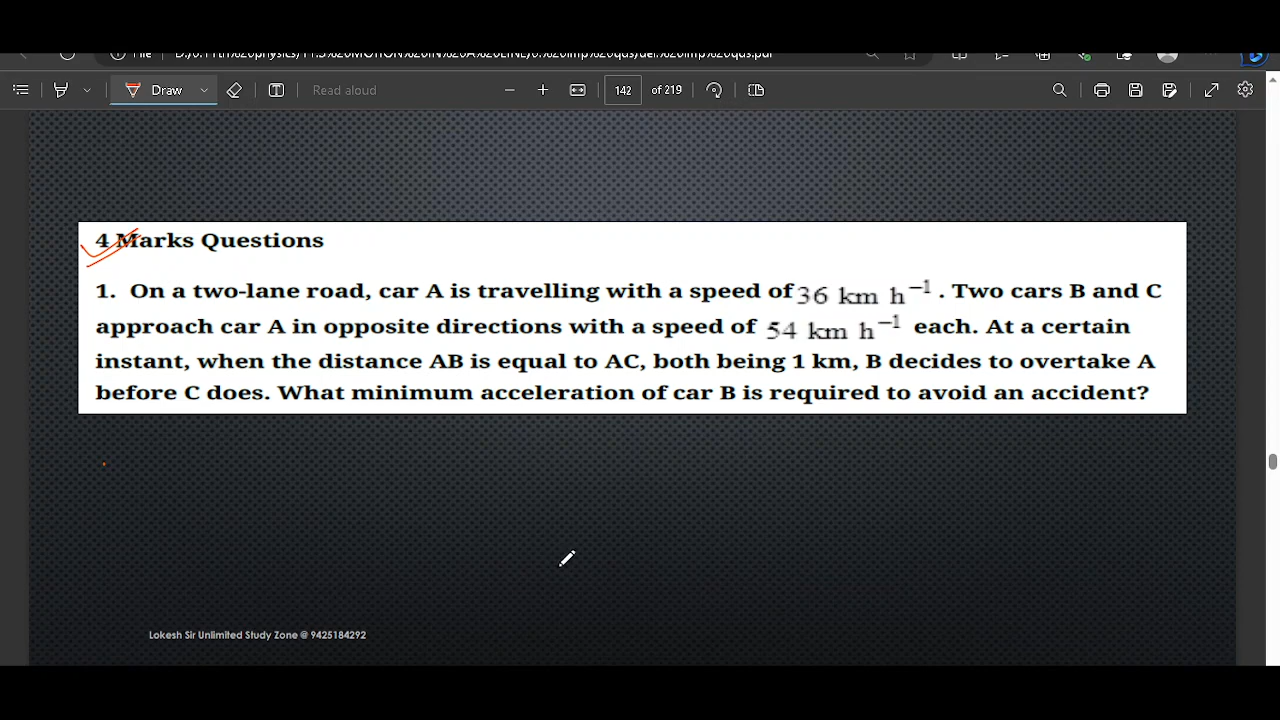 Draw
Read aloud
142 of 219
4 Marks Questions
1. On a two-lane road, car A is travelling with a speed of 36 km h⁻¹. Two cars B and C
approach car A in opposite directions with a speed of 54 km h⁻¹ each. At a certain
instant, when the distance AB is equal to AC, both being 1 km, B decides to overtake A
before C does. What minimum acceleration of car B is required to avoid an accident?
Lokesh Sir Unlimited Study Zone @ 9425184292